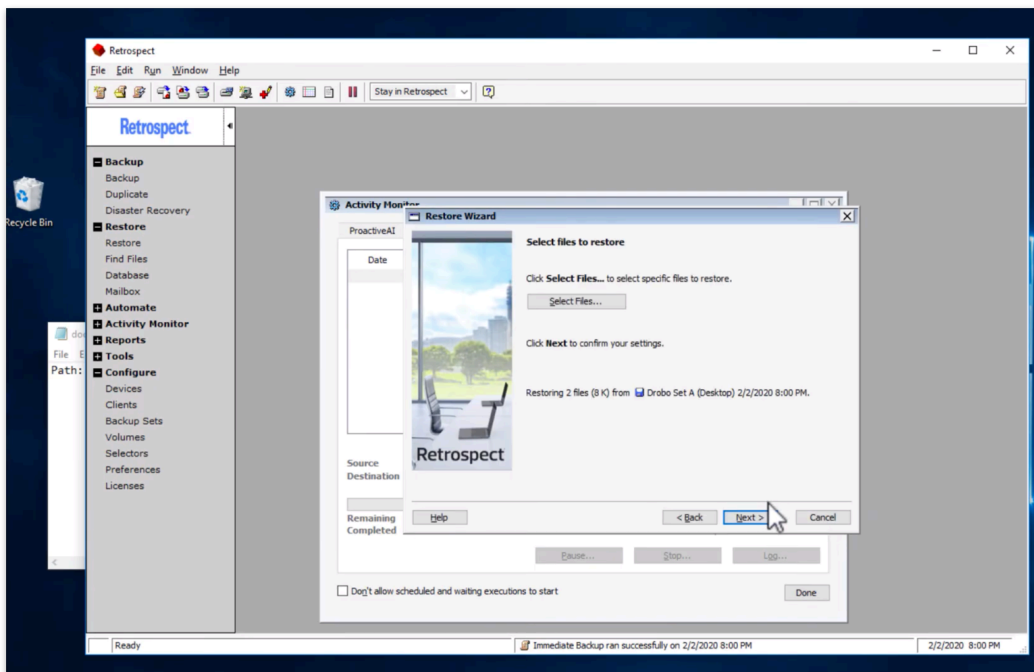 Retrospect
File Edit Run Window Help
Stay in Retrospect
Retrospect
Backup
Backup
Duplicate
Disaster Recovery
Restore
Restore
Find Files
Database
Mailbox
Automate
Activity Monitor
Reports
Tools
Configure
Devices
Clients
Backup Sets
Volumes
Selectors
Preferences
Licenses
Recycle Bin
File
Path:
Activity Monitor
ProactiveAI
Date
Source
Destination
Remaining
Completed
Pause... Stop... Log...
Don't allow scheduled and waiting executions to start
Done
Restore Wizard
Select files to restore
Click Select Files... to select specific files to restore.
Select Files...
Click Next to confirm your settings.
Restoring 2 files (8 K) from Drobo Set A (Desktop) 2/2/2020 8:00 PM.
Retrospect
Help < Back Next > Cancel
Ready Immediate Backup ran successfully on 2/2/2020 8:00 PM 2/2/2020 8:00 PM